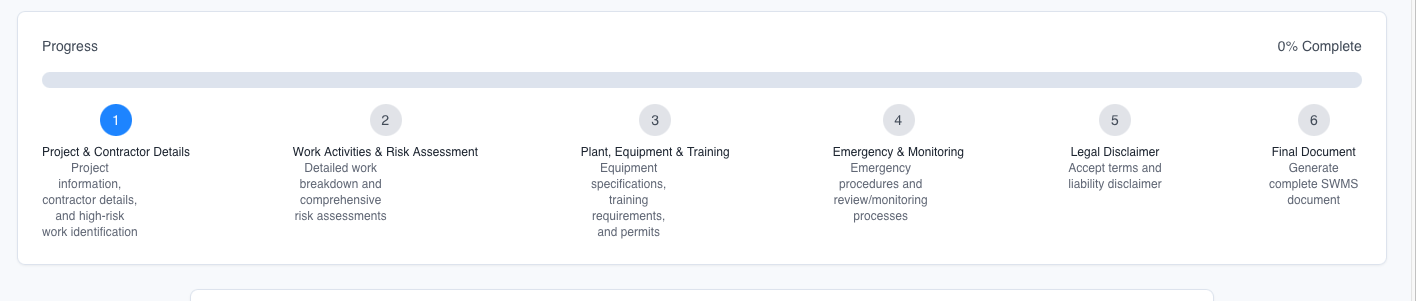 Progress
0% Complete
1
2
3
4
5
6
Project & Contractor Details
Project
information,
contractor details,
and high-risk
work identification
Work Activities & Risk Assessment
Detailed work
breakdown and
comprehensive
risk assessments
Plant, Equipment & Training
Equipment
specifications,
training
requirements,
and permits
Emergency & Monitoring
Emergency
procedures and
review/monitoring
processes
Legal Disclaimer
Accept terms and
liability disclaimer
Final Document
Generate
complete SWMS
document